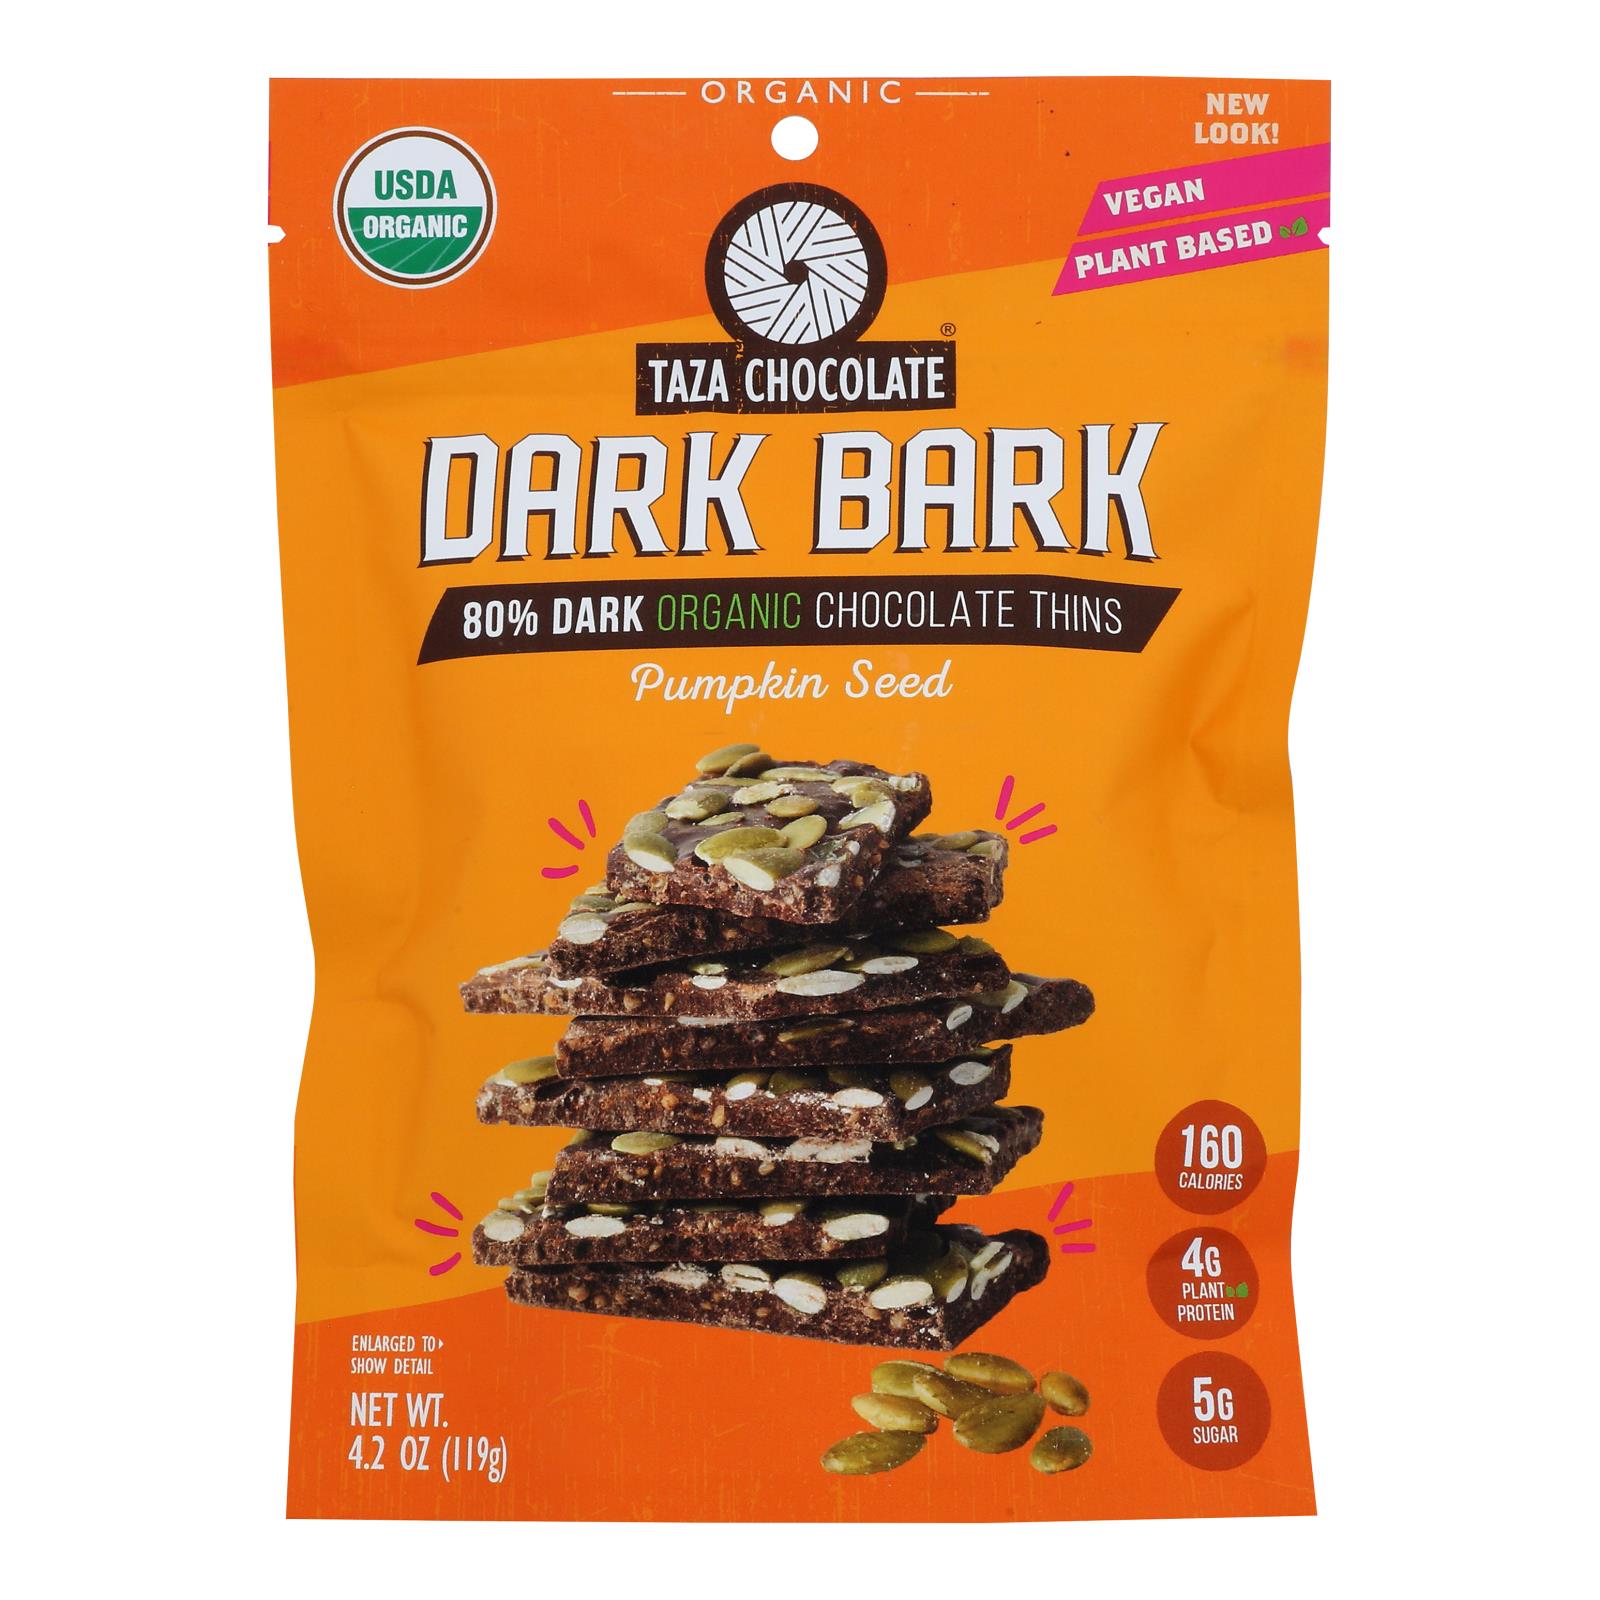 ORGANIC
NEW
LOOK!
USDA
ORGANIC
VEGAN
PLANT BASED
®
TAZA CHOCOLATE
DARK BARK
80% DARK ORGANIC CHOCOLATE THINS
Pumpkin Seed
160
CALORIES
4G
PLANT
PROTEIN
5G
SUGAR
ENLARGED TO
SHOW DETAIL
NET WT.
4.2 OZ (119g)